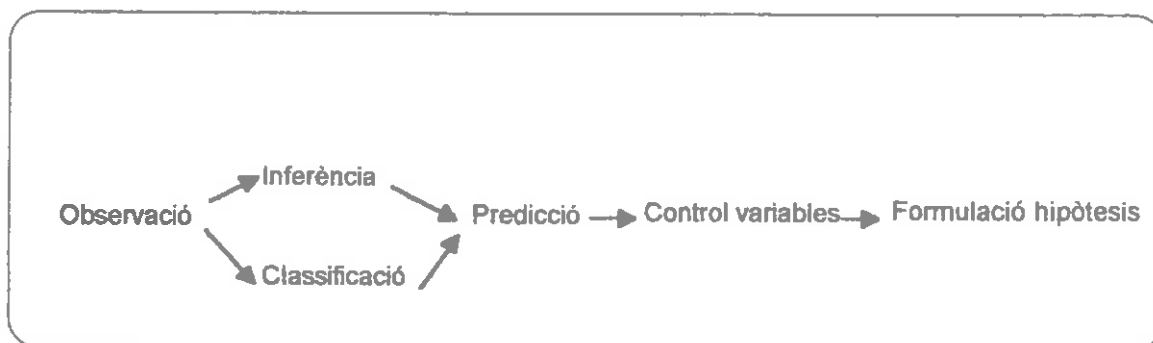 Inferència
Observació
Predicció
Control variables
Formulació hipòtesis
Classificació